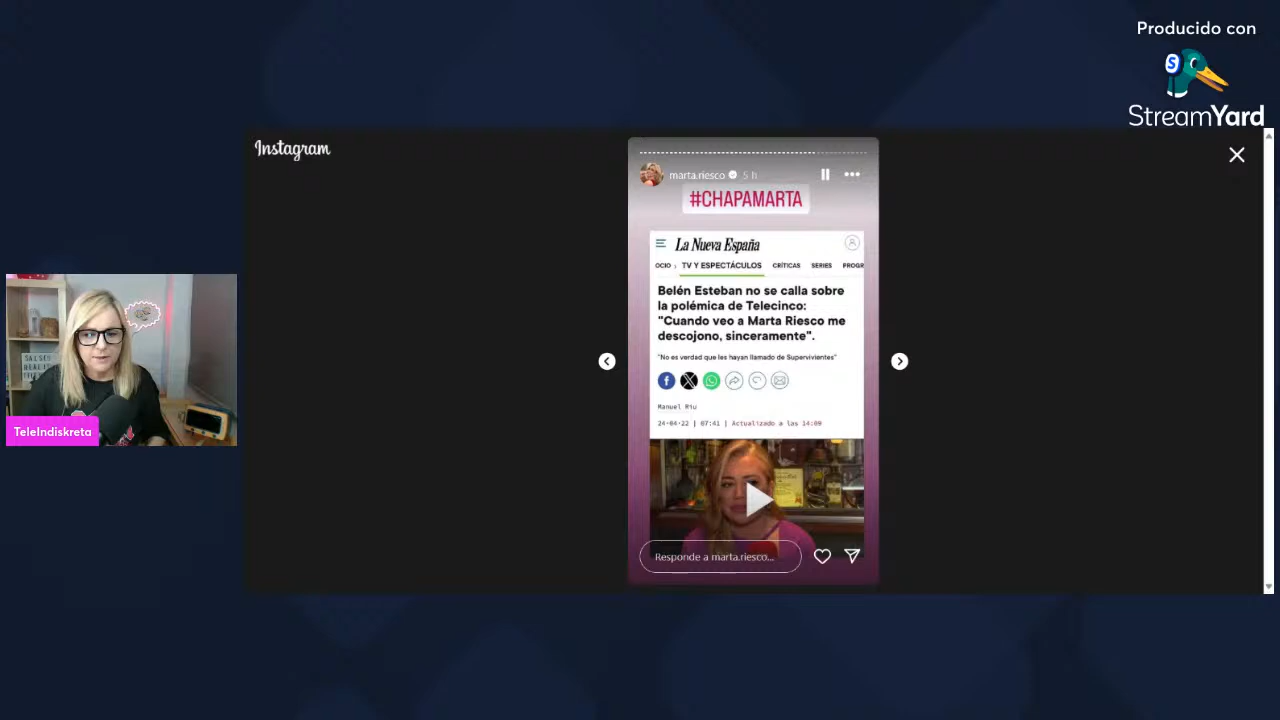 Producido con
StreamYard
Instagram
marta.riesco 5 h
#CHAPAMARTA
La Nueva España
OCIO › TV Y ESPECTÁCULOS CRÍTICAS SERIES PROGR
Belén Esteban no se calla sobre
la polémica de Telecinco:
"Cuando veo a Marta Riesco me
descojono, sinceramente".
"No es verdad que les hayan llamado de Supervivientes"
Manuel Riu
24·04·22 | 07:41 | Actualizado a las 14:09
Responde a marta.riesco...
SALSEO
REALI
TeleIndiskreta